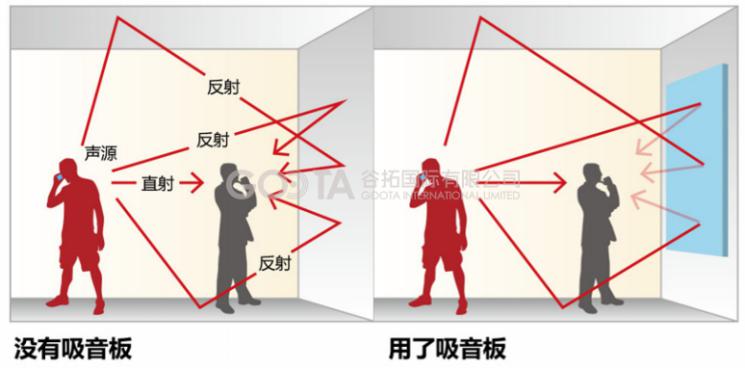 反射
反射
声源
直射
反射
GOOTA 谷拓国际有限公司
GOOTA INTERNATIONAL LIMITED
没有吸音板
用了吸音板